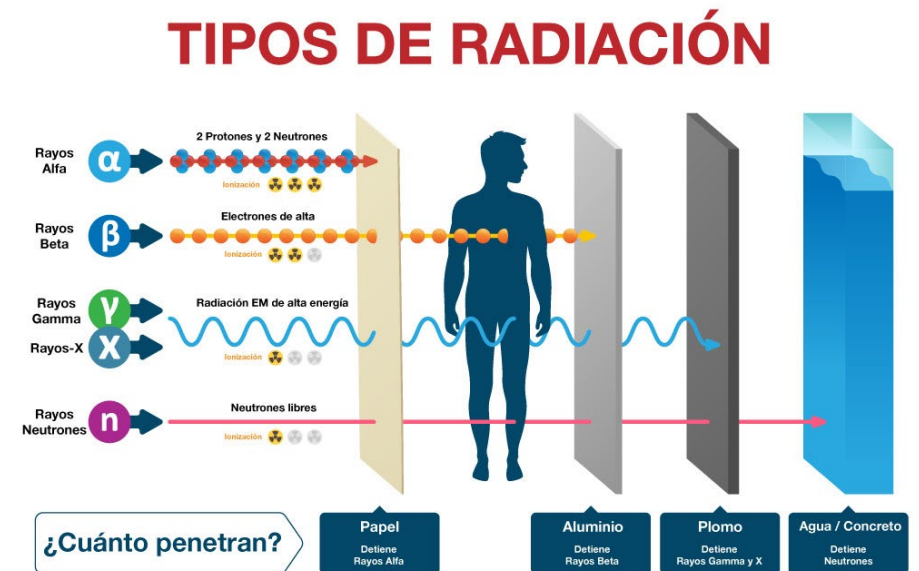 TIPOS DE RADIACIÓN
Rayos
Alfa
α
2 Protones y 2 Neutrones
Ionización
Rayos
Beta
β
Electrones de alta
Ionización
Rayos
Gamma
γ
Radiación EM de alta energía
Rayos-X
X
Ionización
Rayos
Neutrones
n
Neutrones libres
Ionización
¿Cuánto penetran?
Papel
Detiene
Rayos Alfa
Aluminio
Detiene
Rayos Beta
Plomo
Detiene
Rayos Gamma y X
Agua / Concreto
Detiene
Neutrones